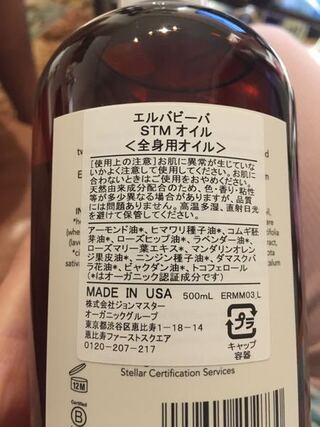 エルバビーバ
STM オイル
<全身用オイル>
[使用上の注意] お肌に異常が生じていな
いかよく注意して使用してください。お肌に
合わないときはご使用をおやめください。
天然由来成分配合のため、色・香り・粘性
等が多少異なる場合がありますが、品質
には問題ありません。高温多湿、直射日光
を避けて保管してください。
アーモンド油*、ヒマワリ種子油*、コムギ胚
芽油*、ローズヒップ油*、ラベンダー油*、
ローズマリー葉エキス*、マンダリンオレン
ジ果皮油*、ニンジン種子油*、ダマスクバ
ラ花油*、ビャクダン油*、トコフェロール
(*はオーガニック認証成分です)
MADE IN USA 500mL ERMM03_L
株式会社ジョンマスター
オーガニックグループ
東京都渋谷区恵比寿1-18-14
恵比寿ファーストスクエア
0120-207-217
プラ
キャップ
容器
Stellar Certification Services
12M
Certified
B